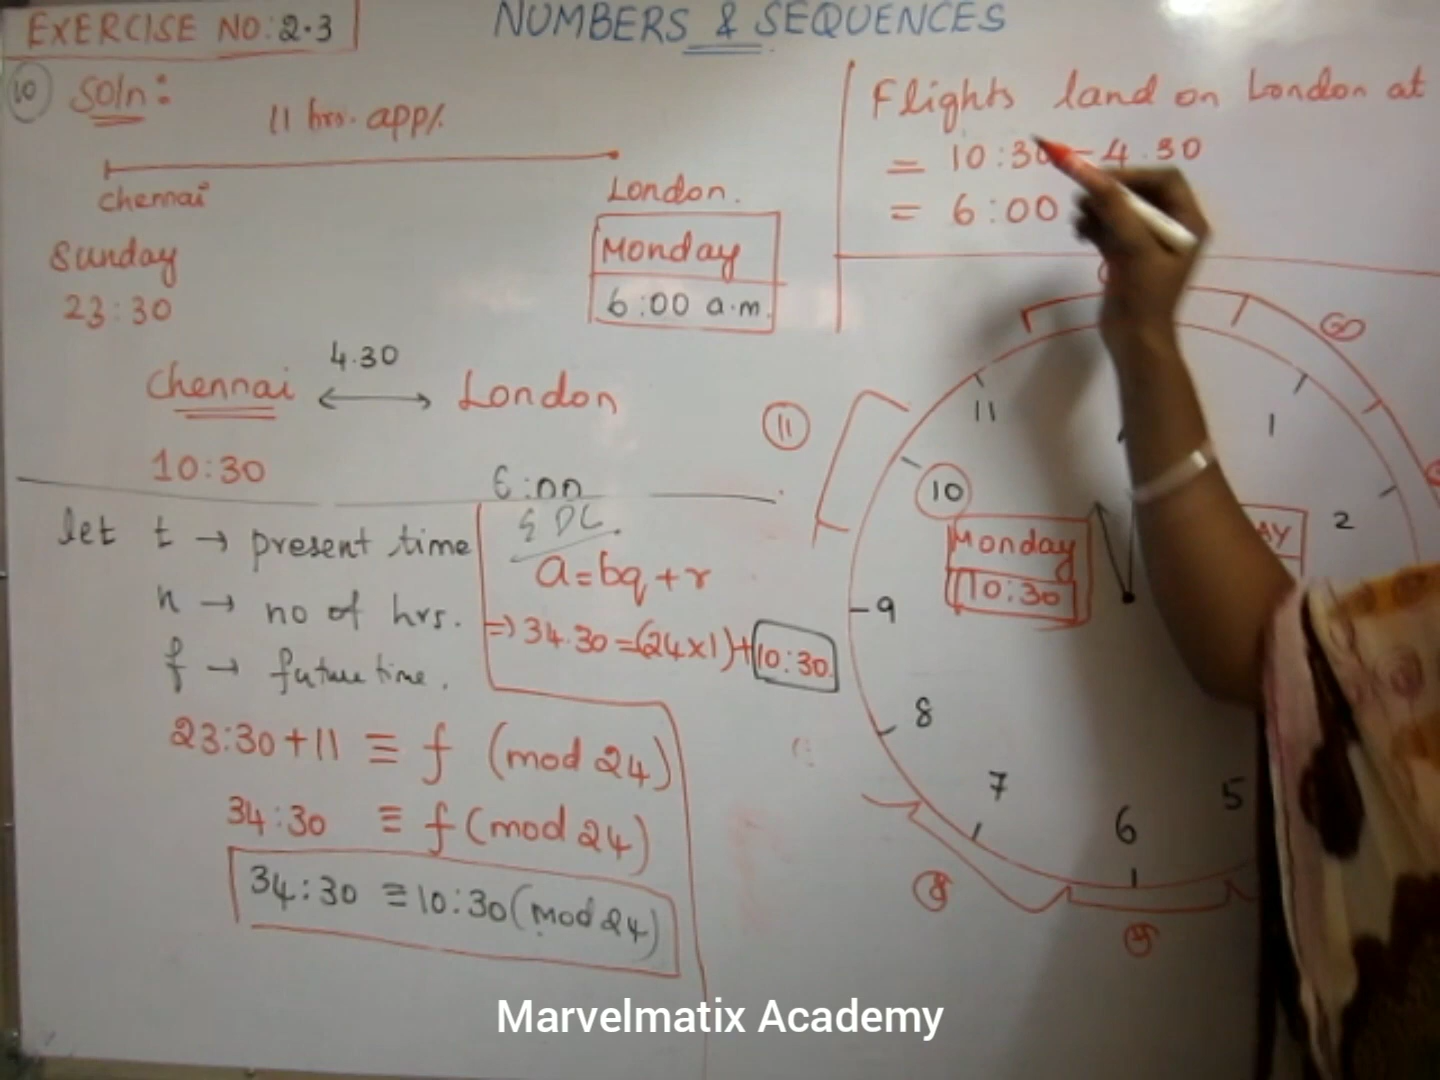 EXERCISE NO: 2.3
NUMBERS & SEQUENCES
10 Soln:
11 hrs. app/.
Chennai
London.
Sunday
23:30
Monday
6:00 a.m.
4.30
Chennai ⟷ London
10:30
6:00
let t → present time
n → no of hrs.
f → future time.
23:30+11 ≡ f (mod 24)
34:30 ≡ f (mod 24)
34:30 ≡ 10:30 (mod 24)
a = bq + r
⇒ 34.30 = (24×1) + 10:30.
Flights land on London at
= 10:30 - 4.30
= 6:00
11
10
9
8
7
6
5
2
1
11
Monday
10:30
AY
Marvelmatix Academy